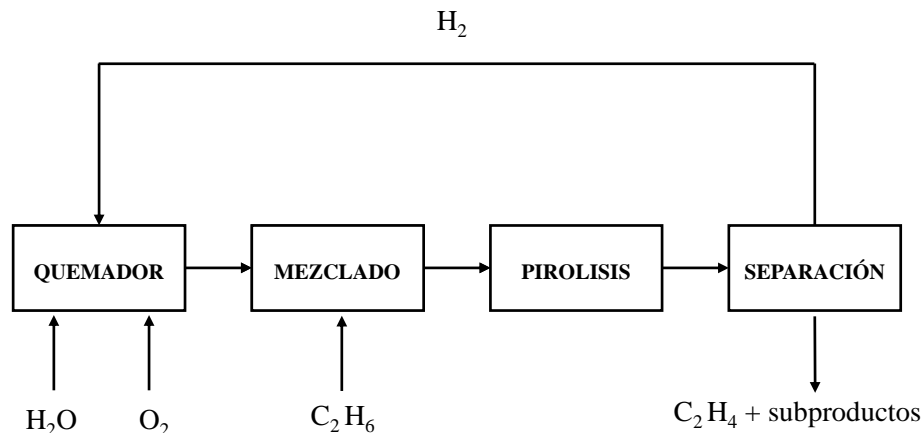 H₂
QUEMADOR
MEZCLADO
PIROLISIS
SEPARACIÓN
H₂O
O₂
C₂H₆
C₂H₄ + subproductos